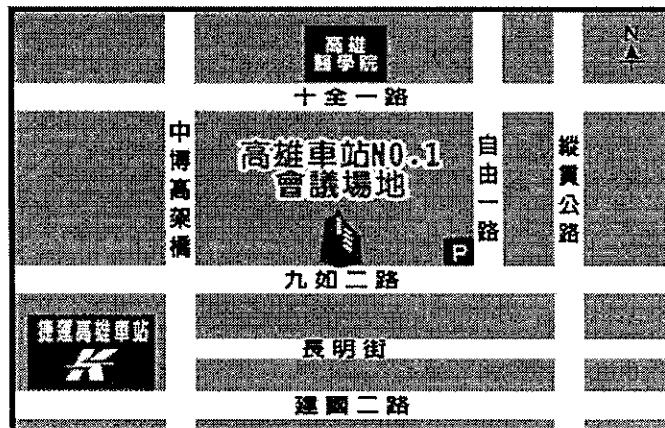 高雄
醫學院
N
十全一路
中博高架橋
高雄車站NO.1
會議場地
自由一路
縱貫公路
P
九如二路
捷運高雄車站
長明街
建國二路